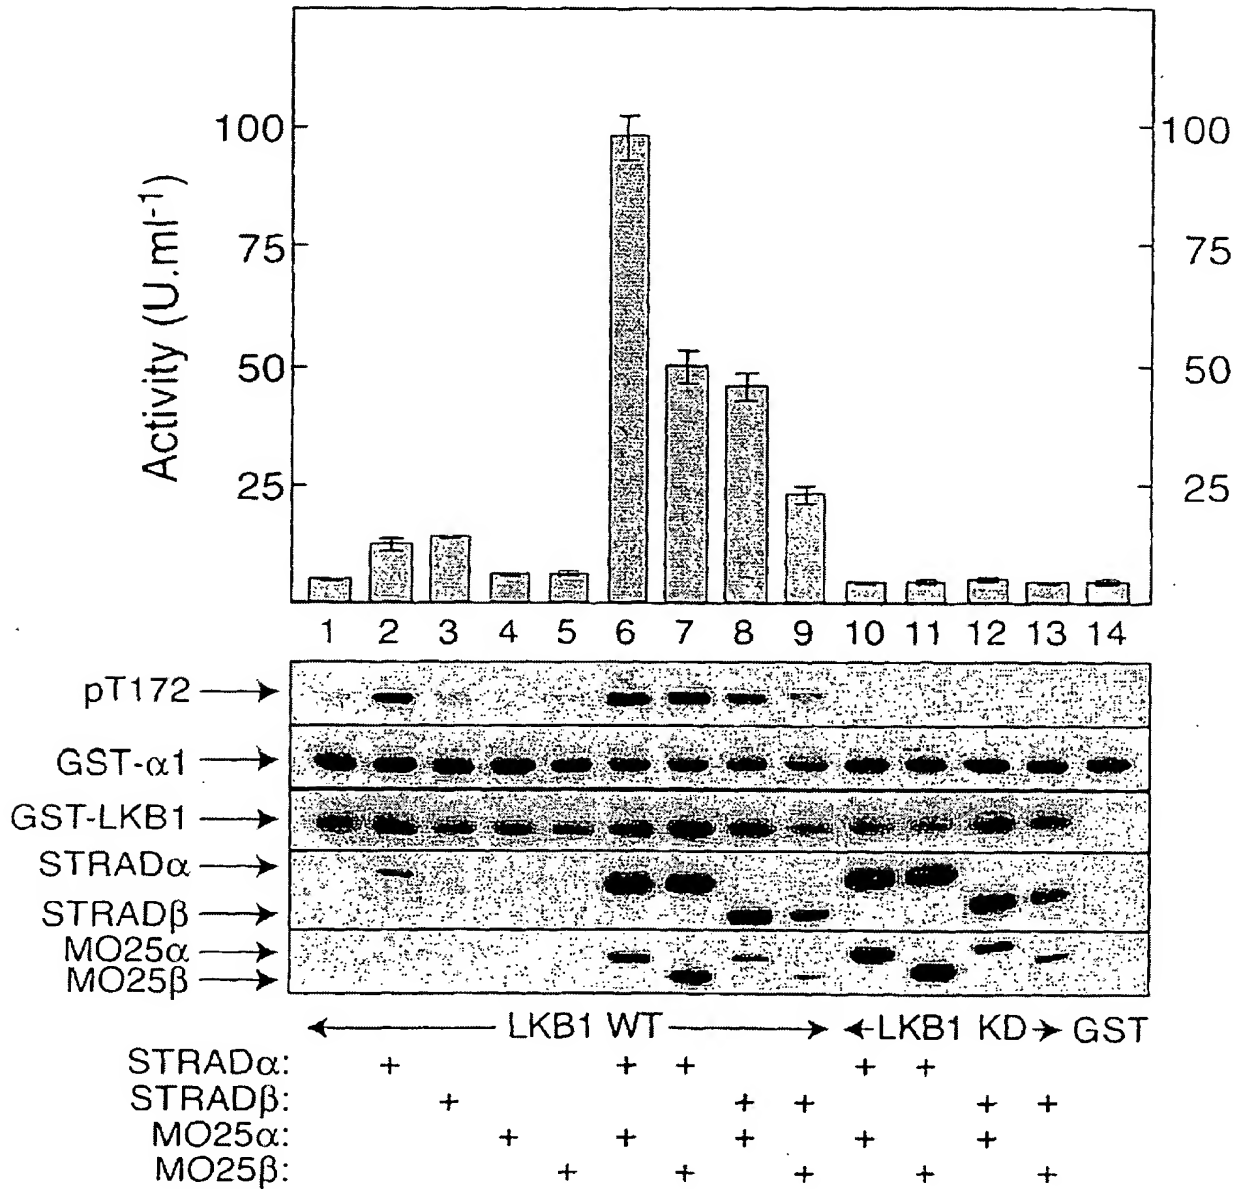 100
100
75
75
50
50
25
25
Activity (U.ml-1)
1 2 3 4 5 6 7 8 9 10 11 12 13 14
pT172
GST-α1
GST-LKB1
STRADα
STRADβ
MO25α
MO25β
LKB1 WT LKB1 KD GST
STRADα: + + + + +
STRADβ: + + + + +
MO25α: + + + + +
MO25β: + + + + +